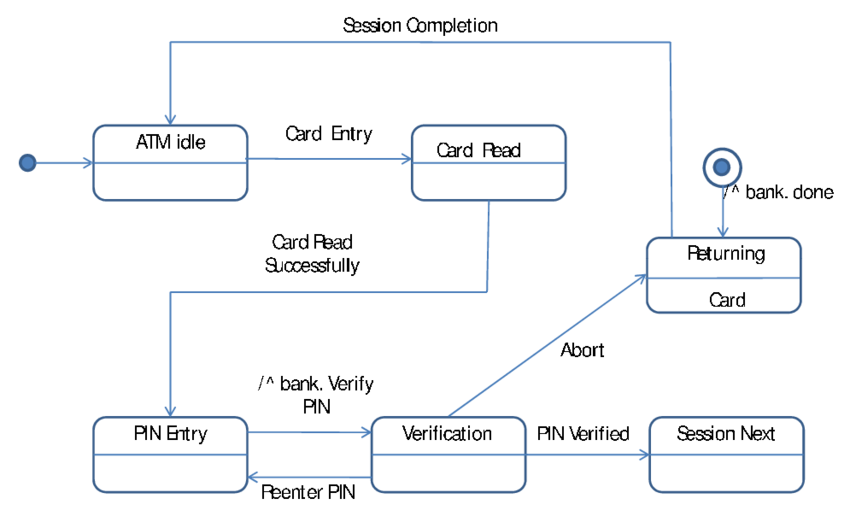 Session Completion
ATM idle
Card Entry
Card Read
/^ bank. done
Card Read
Successfully
Returning
Card
Abort
/^ bank. Verify
PIN
PIN Entry
Verification
PIN Verified
Session Next
Reenter PIN